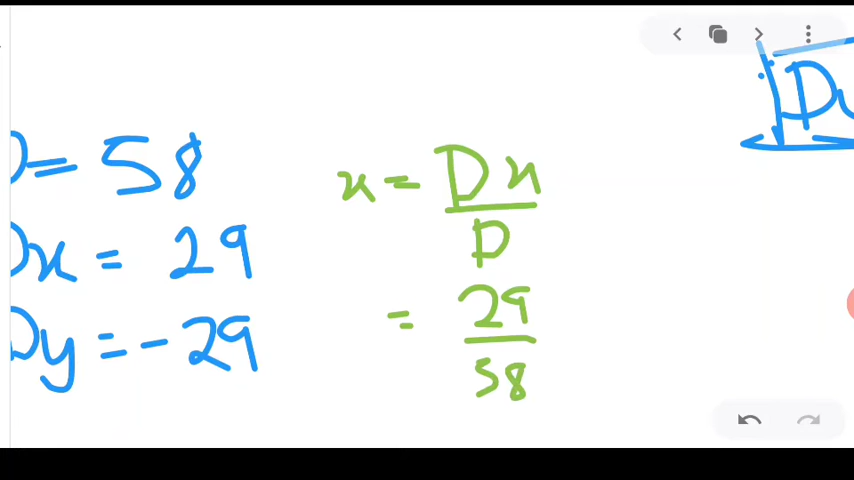 D= 58
Dx = 29
Dy = - 29
x = Dx
D
= 29
58